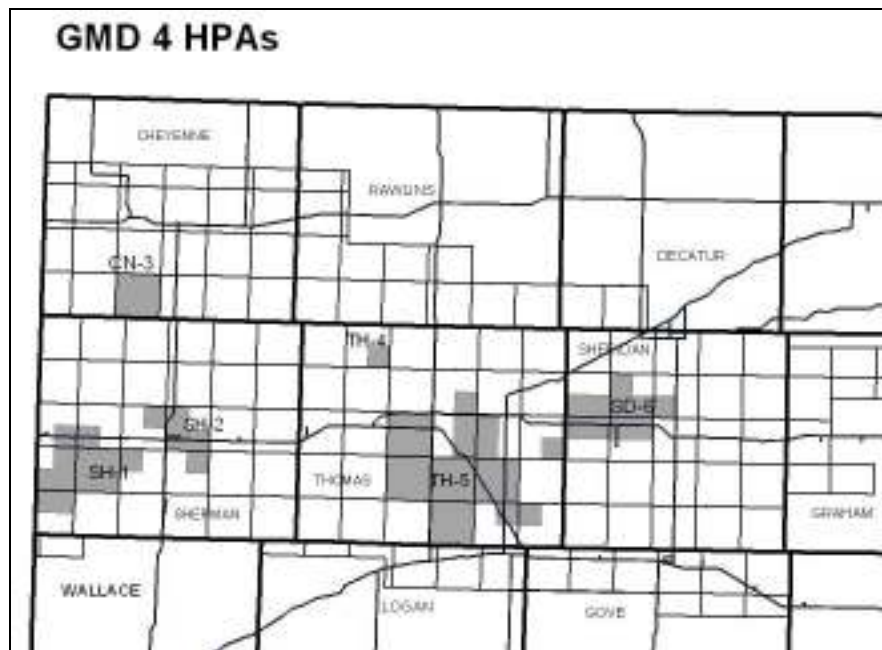 GMD 4 HPAs
CHEYENNE
RAWLINS
DECATUR
CN-3
TH-4
SHERIDAN
SD-6
SH-2
SH-1
THOMAS
TH-5
SHERMAN
GRAHAM
WALLACE
LOGAN
GOVE